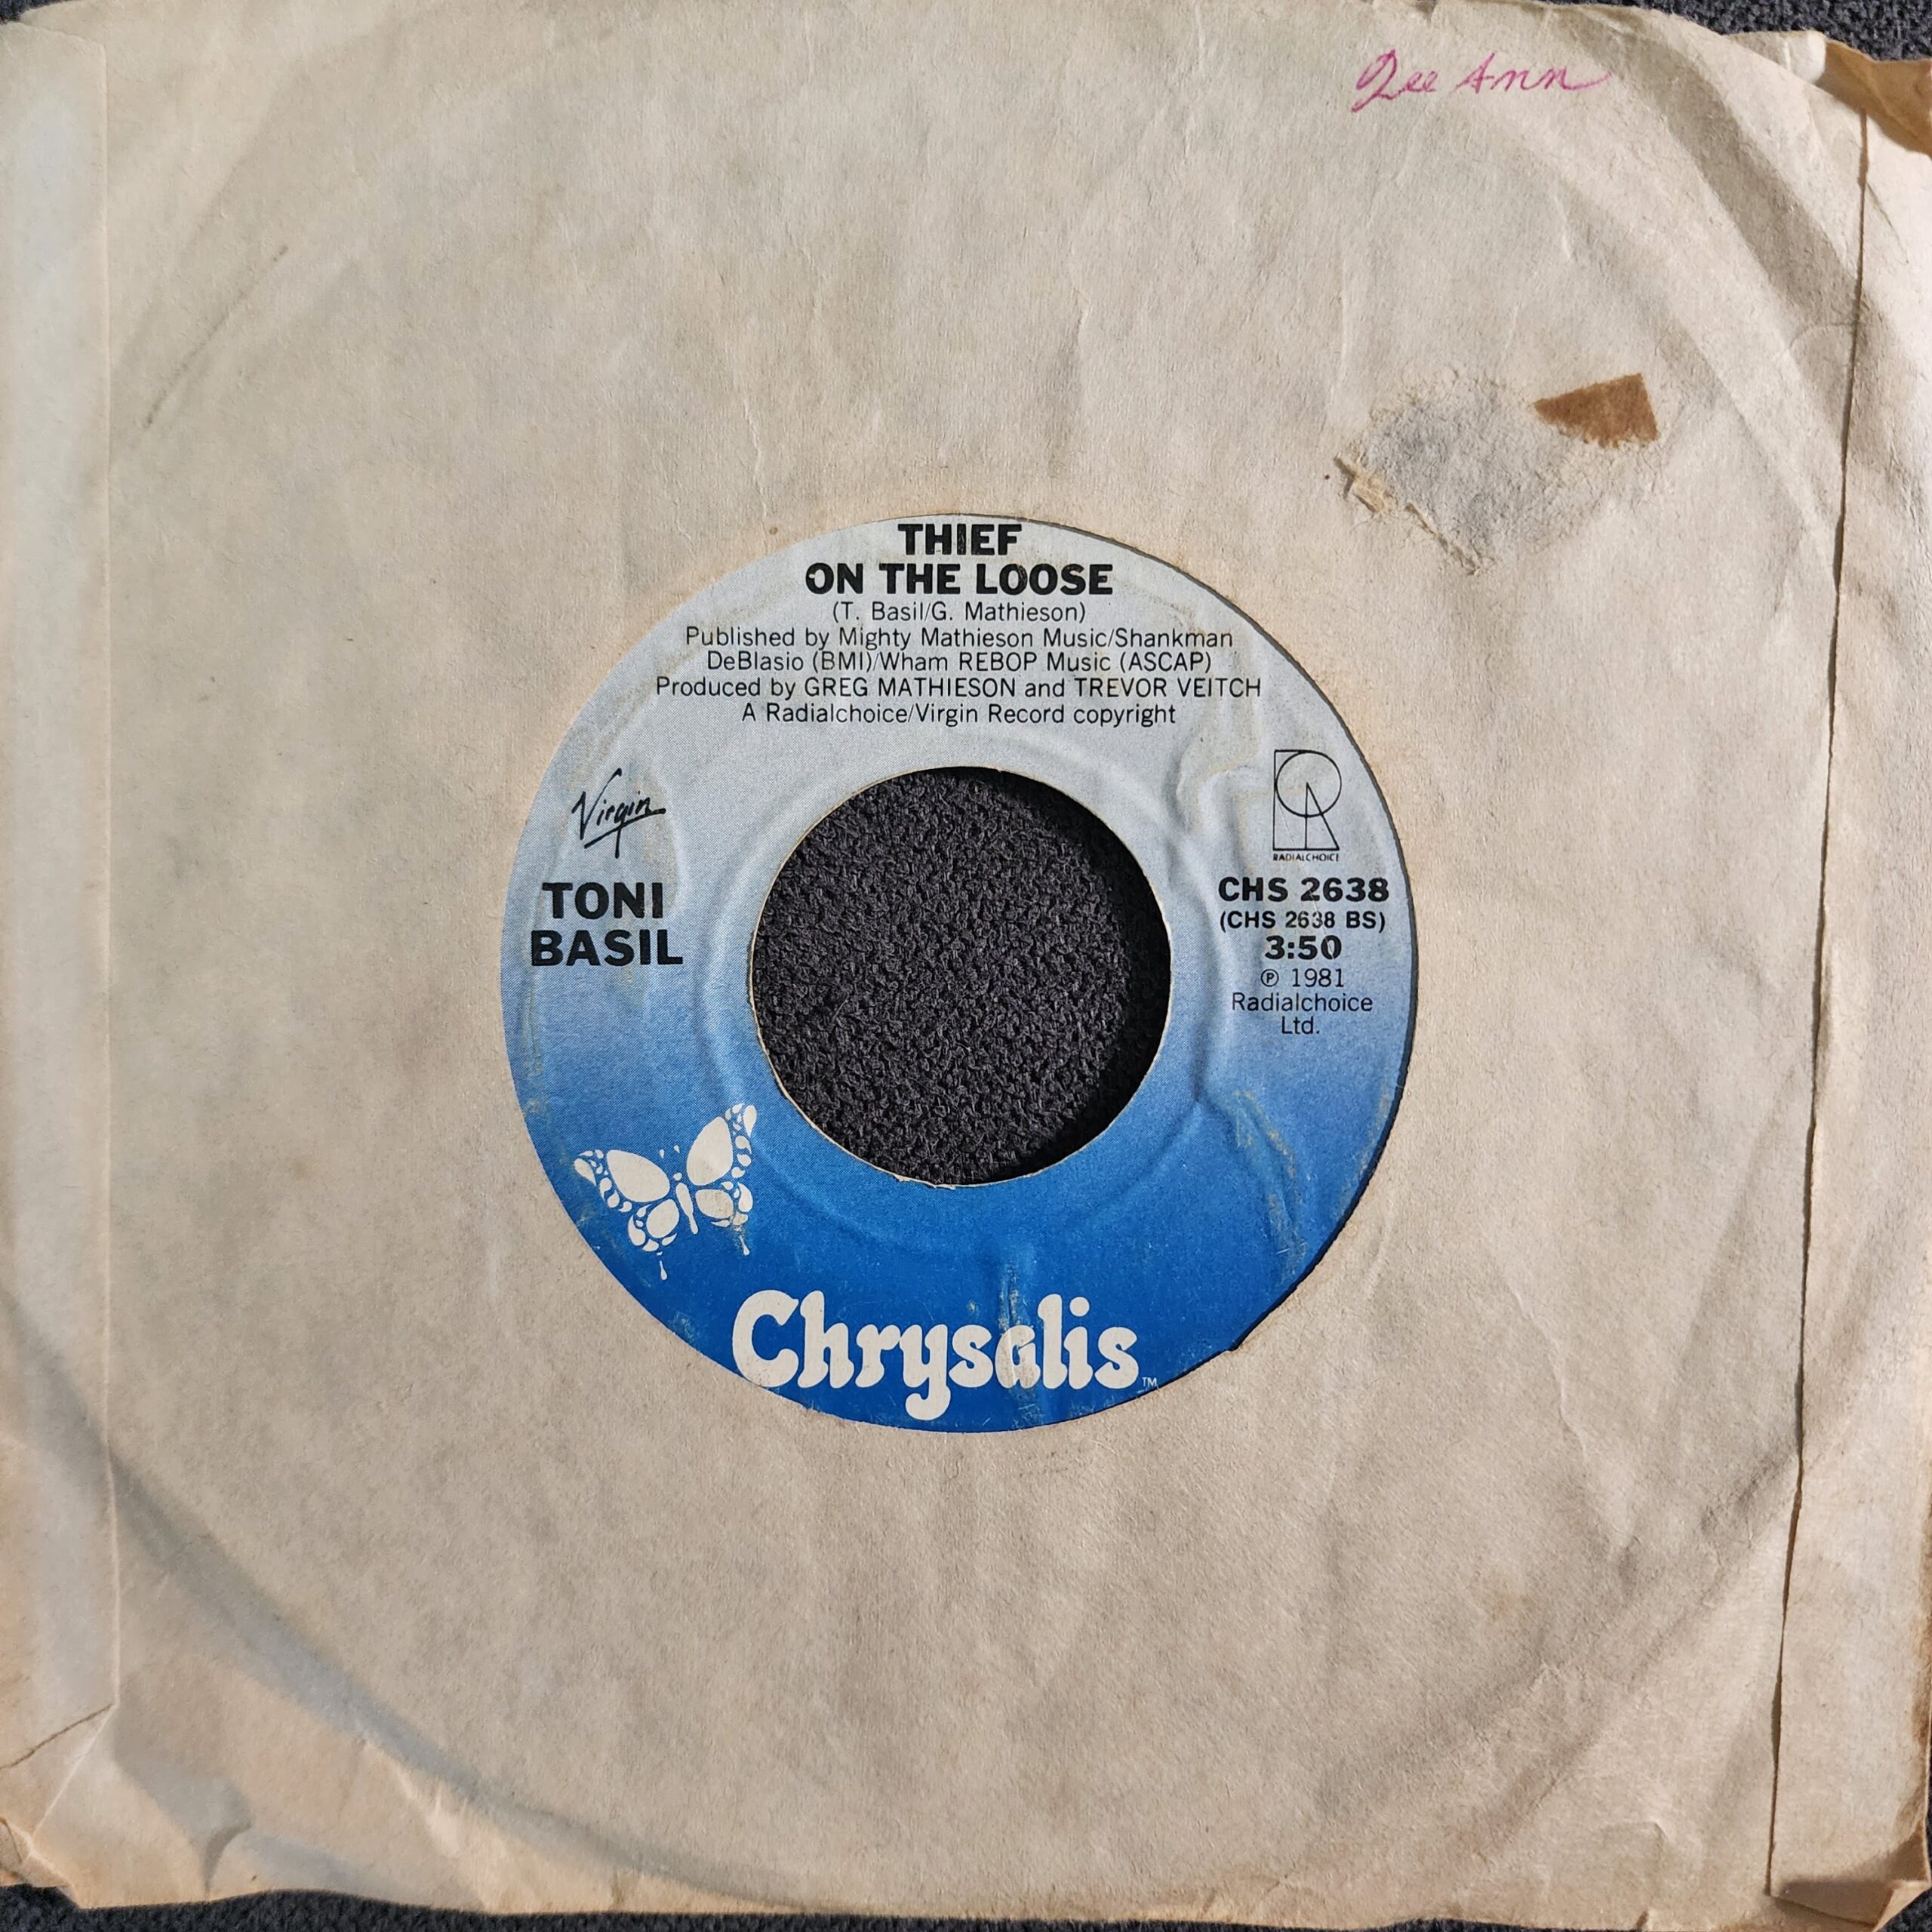 Dee Ann
THIEF
ON THE LOOSE
(T. Basil/G. Mathieson)
Published by Mighty Mathieson Music/Shankman
DeBlasio (BMI)/Wham REBOP Music (ASCAP)
Produced by GREG MATHIESON and TREVOR VEITCH
A Radialchoice/Virgin Record copyright
Virgin
TONI
BASIL
RADIALCHOICE
CHS 2638
(CHS 2638 BS)
3:50
℗ 1981
Radialchoice
Ltd.
Chrysalis™